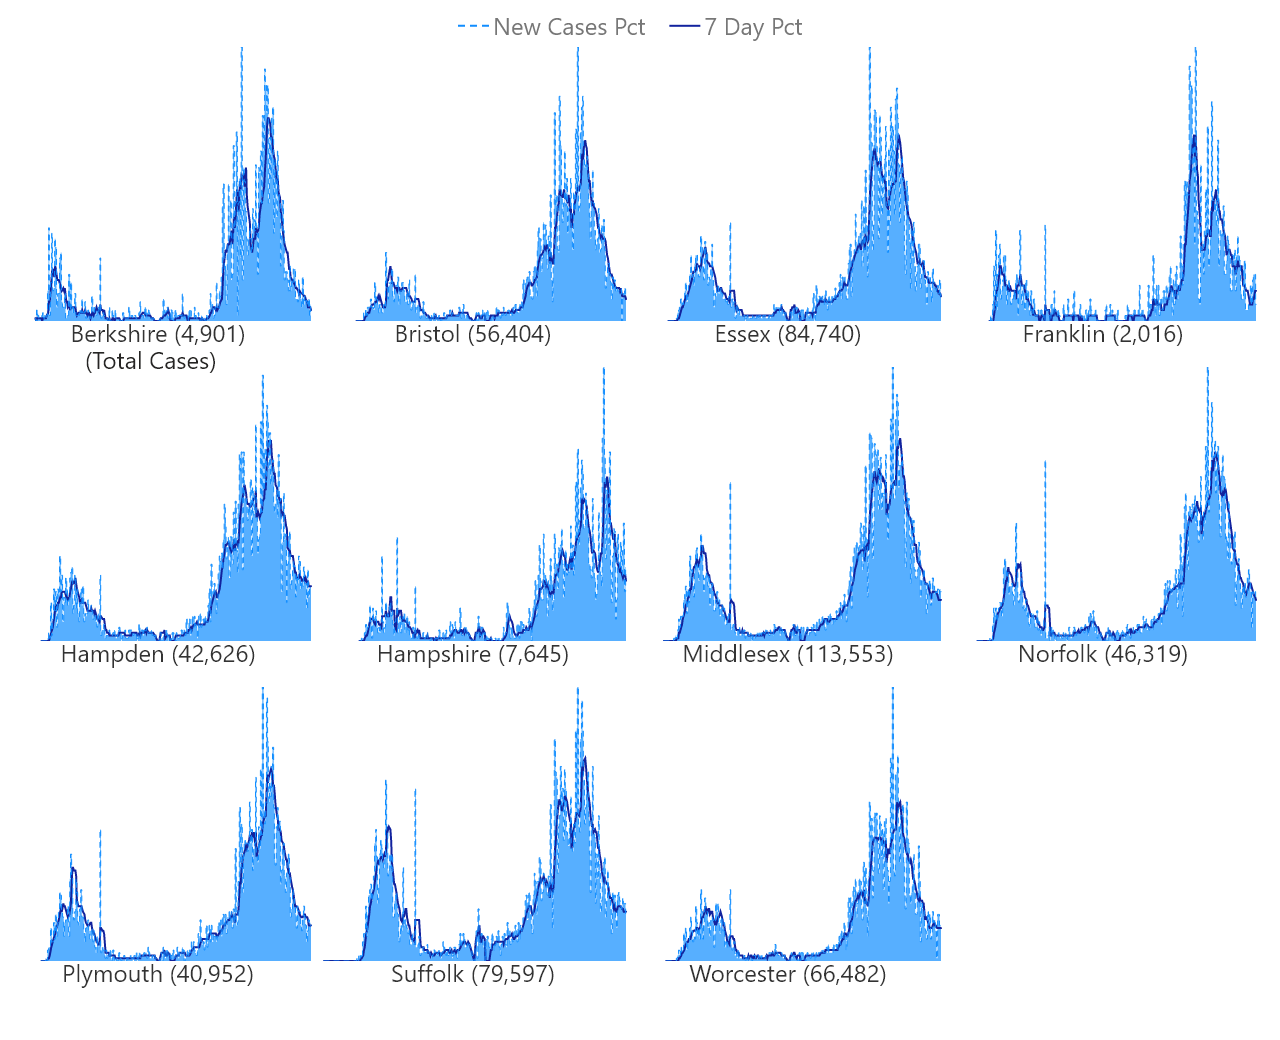 New Cases Pct 7 Day Pct
Berkshire (4,901) Bristol (56,404) Essex (84,740) Franklin (2,016)
(Total Cases)
Hampden (42,626) Hampshire (7,645) Middlesex (113,553) Norfolk (46,319)
Plymouth (40,952) Suffolk (79,597) Worcester (66,482)